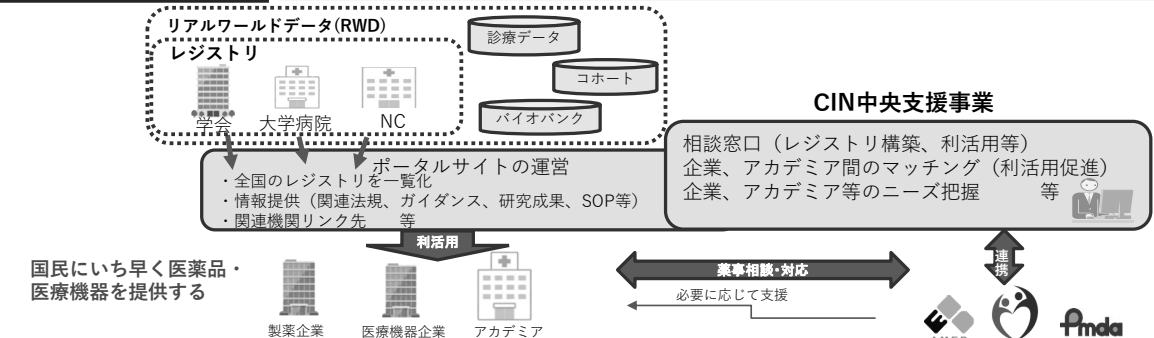 リアルワールドデータ(RWD)
レジストリ
学会
大学病院
NC
診療データ
コホート
バイオバンク
CIN中央支援事業
相談窓口（レジストリ構築、利活用等）
企業、アカデミア間のマッチング（利活用促進）
企業、アカデミア等のニーズ把握　　　等
ポータルサイトの運営
・全国のレジストリを一覧化
・情報提供（関連法規、ガイダンス、研究成果、SOP等）
・関連機関リンク先　　等
利活用
国民にいち早く医薬品・
医療機器を提供する
製薬企業
医療機器企業
アカデミア
薬事相談・対応
必要に応じて支援
連携
AMED
Pmda